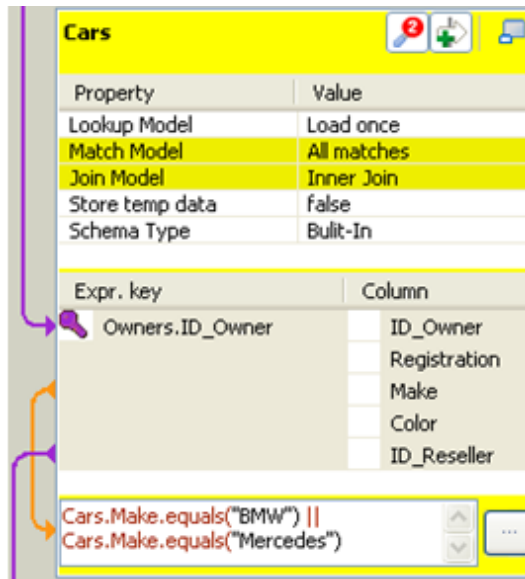 Cars
2
Property Value
Lookup Model Load once
Match Model All matches
Join Model Inner Join
Store temp data false
Schema Type Bulit-In
Expr. key Column
Owners.ID_Owner ID_Owner
Registration
Make
Color
ID_Reseller
Cars.Make.equals("BMW") ||
Cars.Make.equals("Mercedes")
...